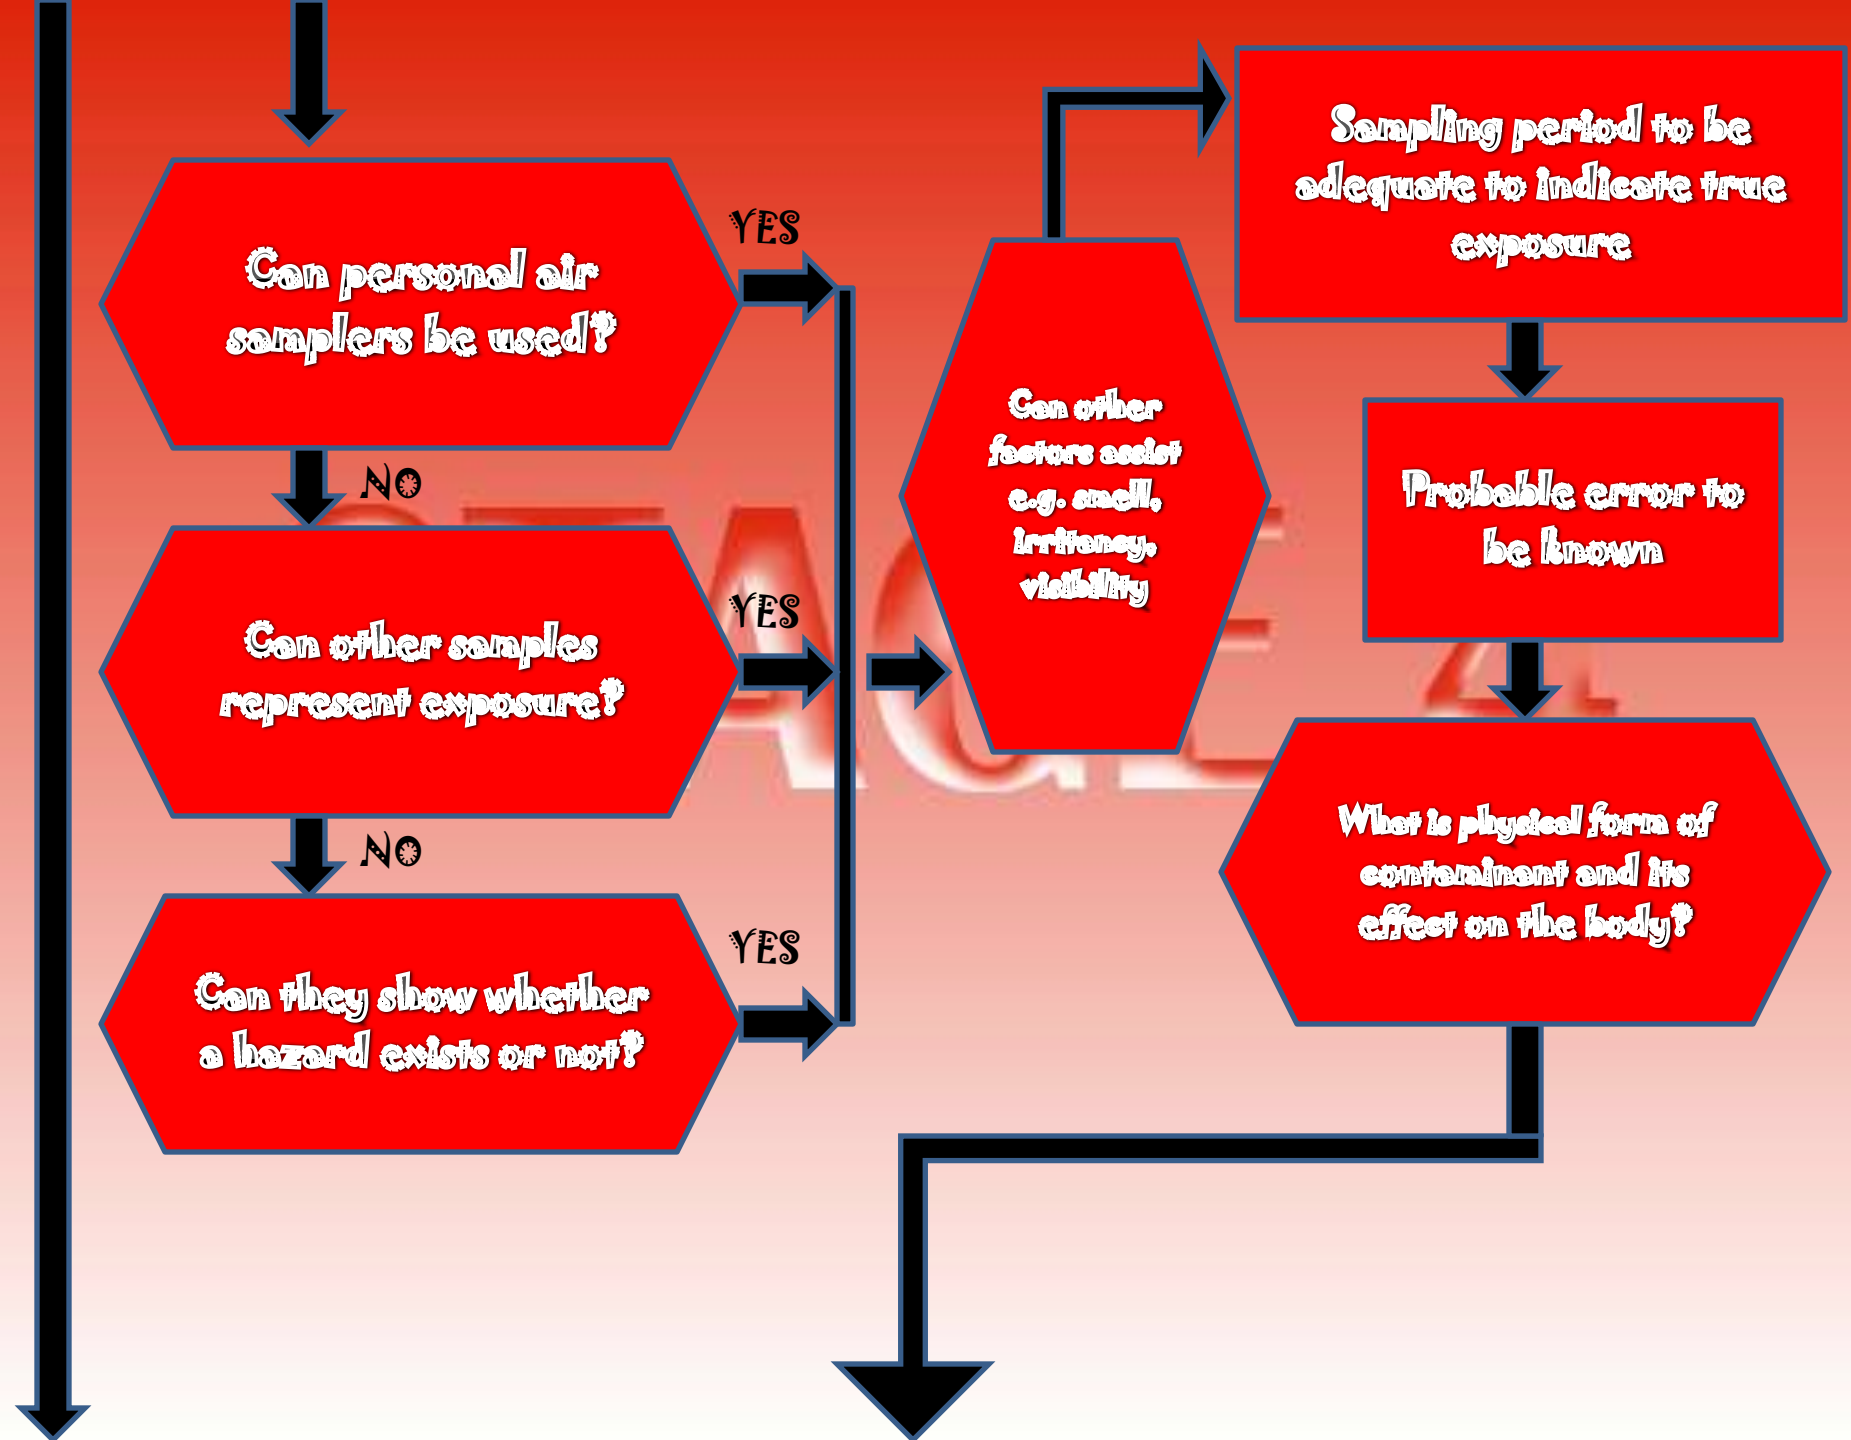 Can personal air
samplers be used?
YES
NO
Can other samples
represent exposure?
YES
NO
Can they show whether
a hazard exists or not?
YES
Can other
factors assist
e.g. smell,
irritancy,
visibility
Sampling period to be
adequate to indicate true
exposure
Probable error to
be known
What is physical form of
contaminant and its
effect on the body?
STAGE 4